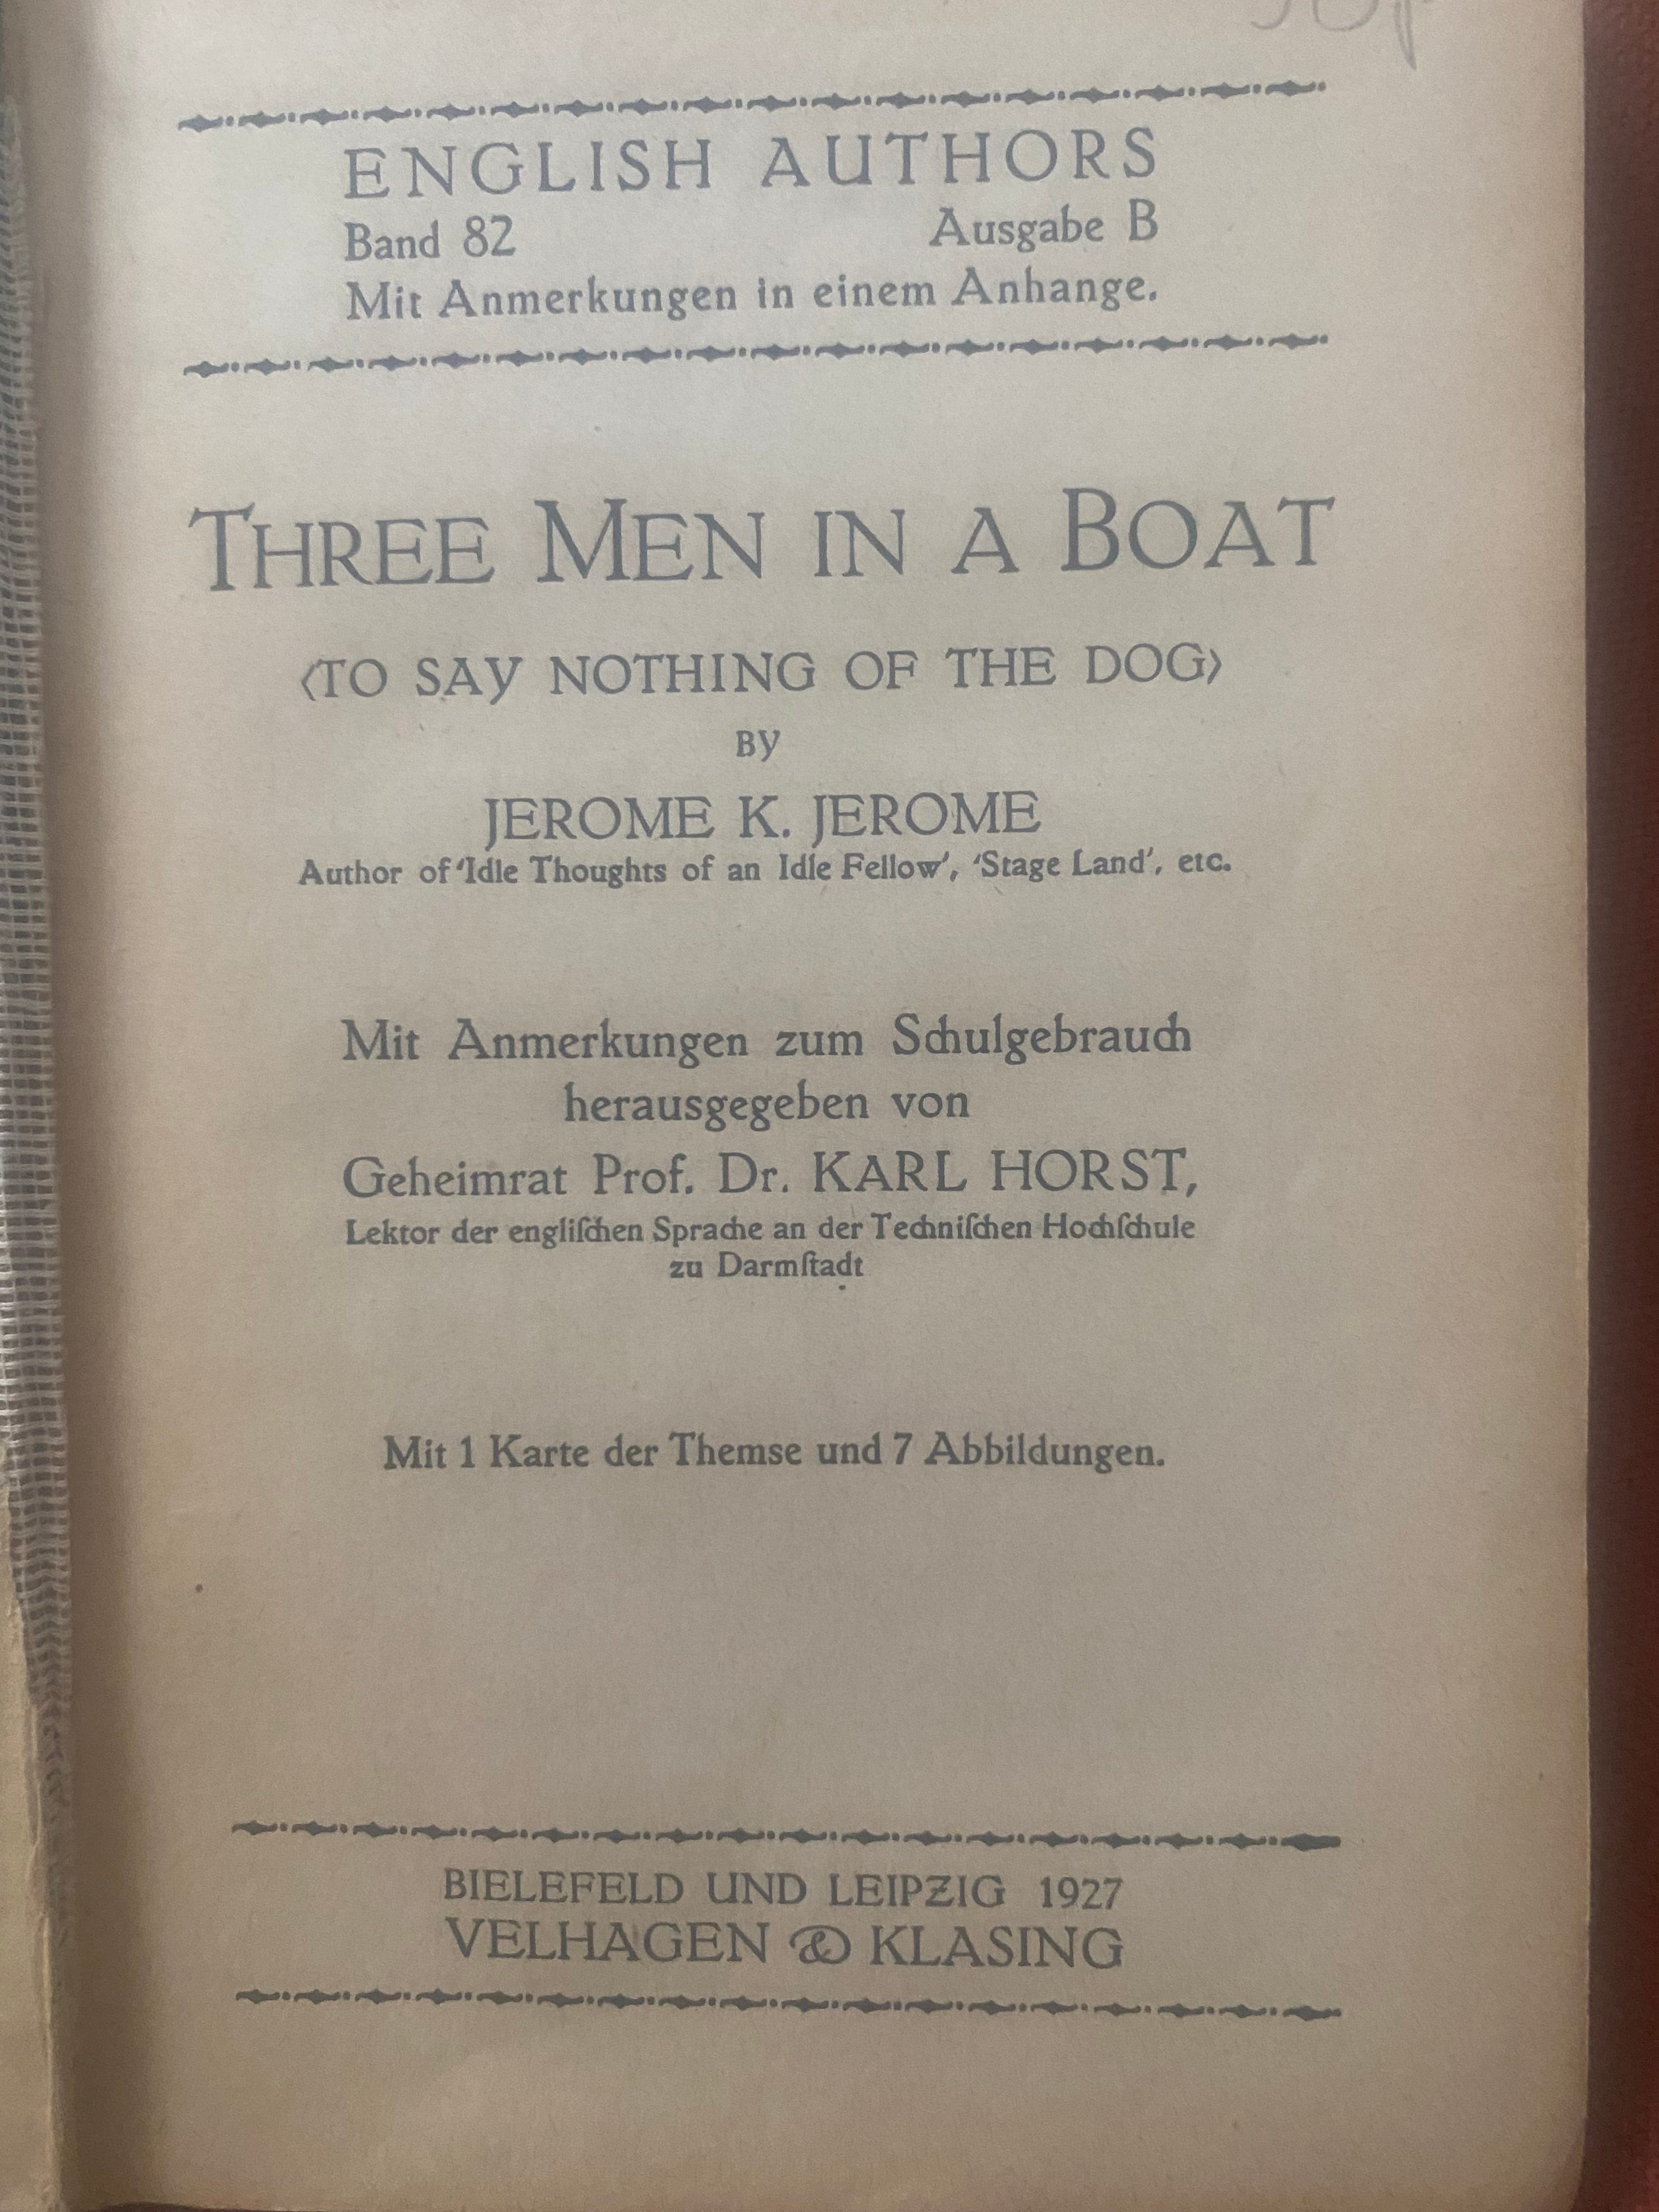 ENGLISH AUTHORS
Band 82 Ausgabe B
Mit Anmerkungen in einem Anhange.
THREE MEN IN A BOAT
⟨TO SAY NOTHING OF THE DOG⟩
BY
JEROME K. JEROME
Author of 'Idle Thoughts of an Idle Fellow', 'Stage Land', etc.
Mit Anmerkungen zum Schulgebrauch
herausgegeben von
Geheimrat Prof. Dr. KARL HORST,
Lektor der engliſchen Sprache an der Techniſchen Hochſchule
zu Darmſtadt
Mit 1 Karte der Themse und 7 Abbildungen.
BIELEFELD UND LEIPZIG 1927
VELHAGEN & KLASING